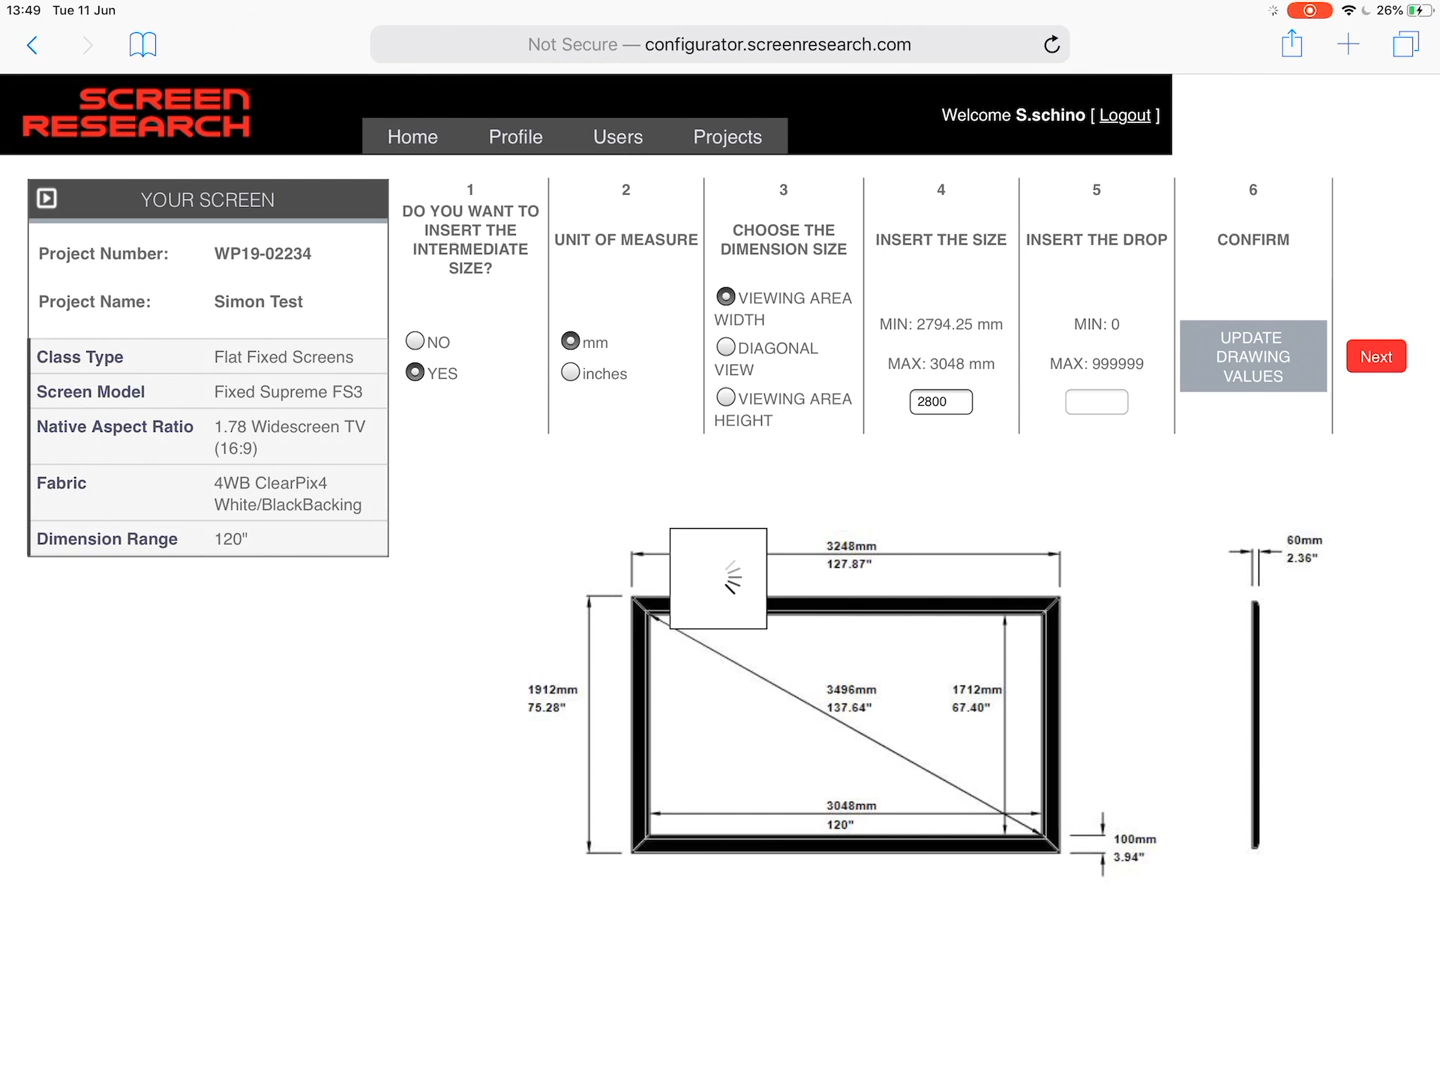 13:49 Tue 11 Jun
26%
Not Secure — configurator.screenresearch.com
SCREEN
RESEARCH
Home Profile Users Projects
Welcome S.schino [ Logout ]
YOUR SCREEN
Project Number: WP19-02234
Project Name: Simon Test
Class Type Flat Fixed Screens
Screen Model Fixed Supreme FS3
Native Aspect Ratio 1.78 Widescreen TV
(16:9)
Fabric 4WB ClearPix4
White/BlackBacking
Dimension Range 120"
1
DO YOU WANT TO
INSERT THE
INTERMEDIATE
SIZE?
NO
YES
2
UNIT OF MEASURE
mm
inches
3
CHOOSE THE
DIMENSION SIZE
VIEWING AREA
WIDTH
DIAGONAL
VIEW
VIEWING AREA
HEIGHT
4
INSERT THE SIZE
MIN: 2794.25 mm
MAX: 3048 mm
2800
5
INSERT THE DROP
MIN: 0
MAX: 999999
6
CONFIRM
UPDATE
DRAWING
VALUES
Next
3248mm
127.87"
60mm
2.36"
1912mm
75.28"
3496mm
137.64"
1712mm
67.40"
3048mm
120"
100mm
3.94"